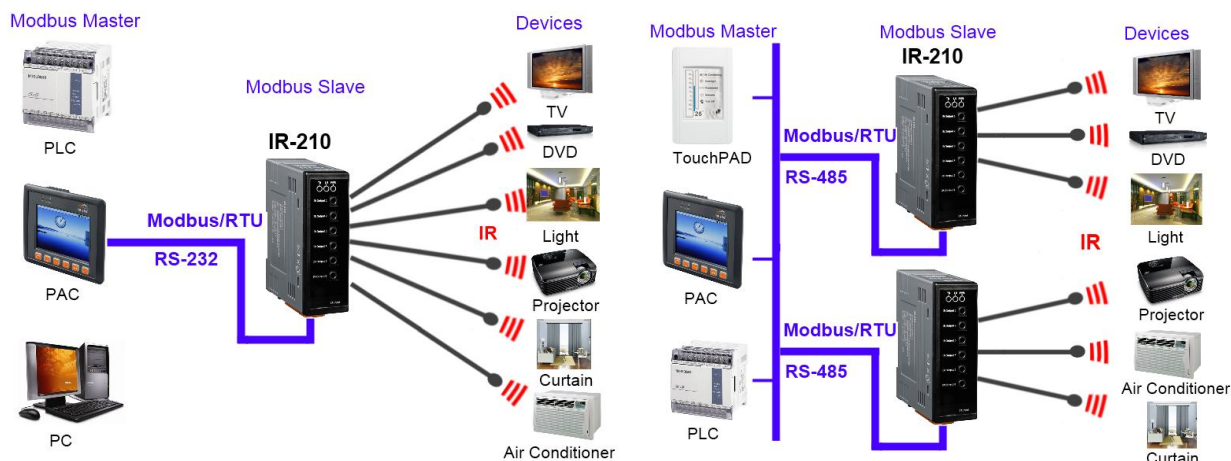 Modbus Master
PLC
PAC
PC
Modbus Slave
IR-210
Modbus/RTU
RS-232
IR
Devices
TV
DVD
Light
Projector
Curtain
Air Conditioner
Modbus Master
TouchPAD
PAC
PLC
Modbus/RTU
RS-485
Modbus/RTU
RS-485
Modbus Slave
IR-210
IR
Devices
TV
DVD
Light
Projector
Air Conditioner
Curtain